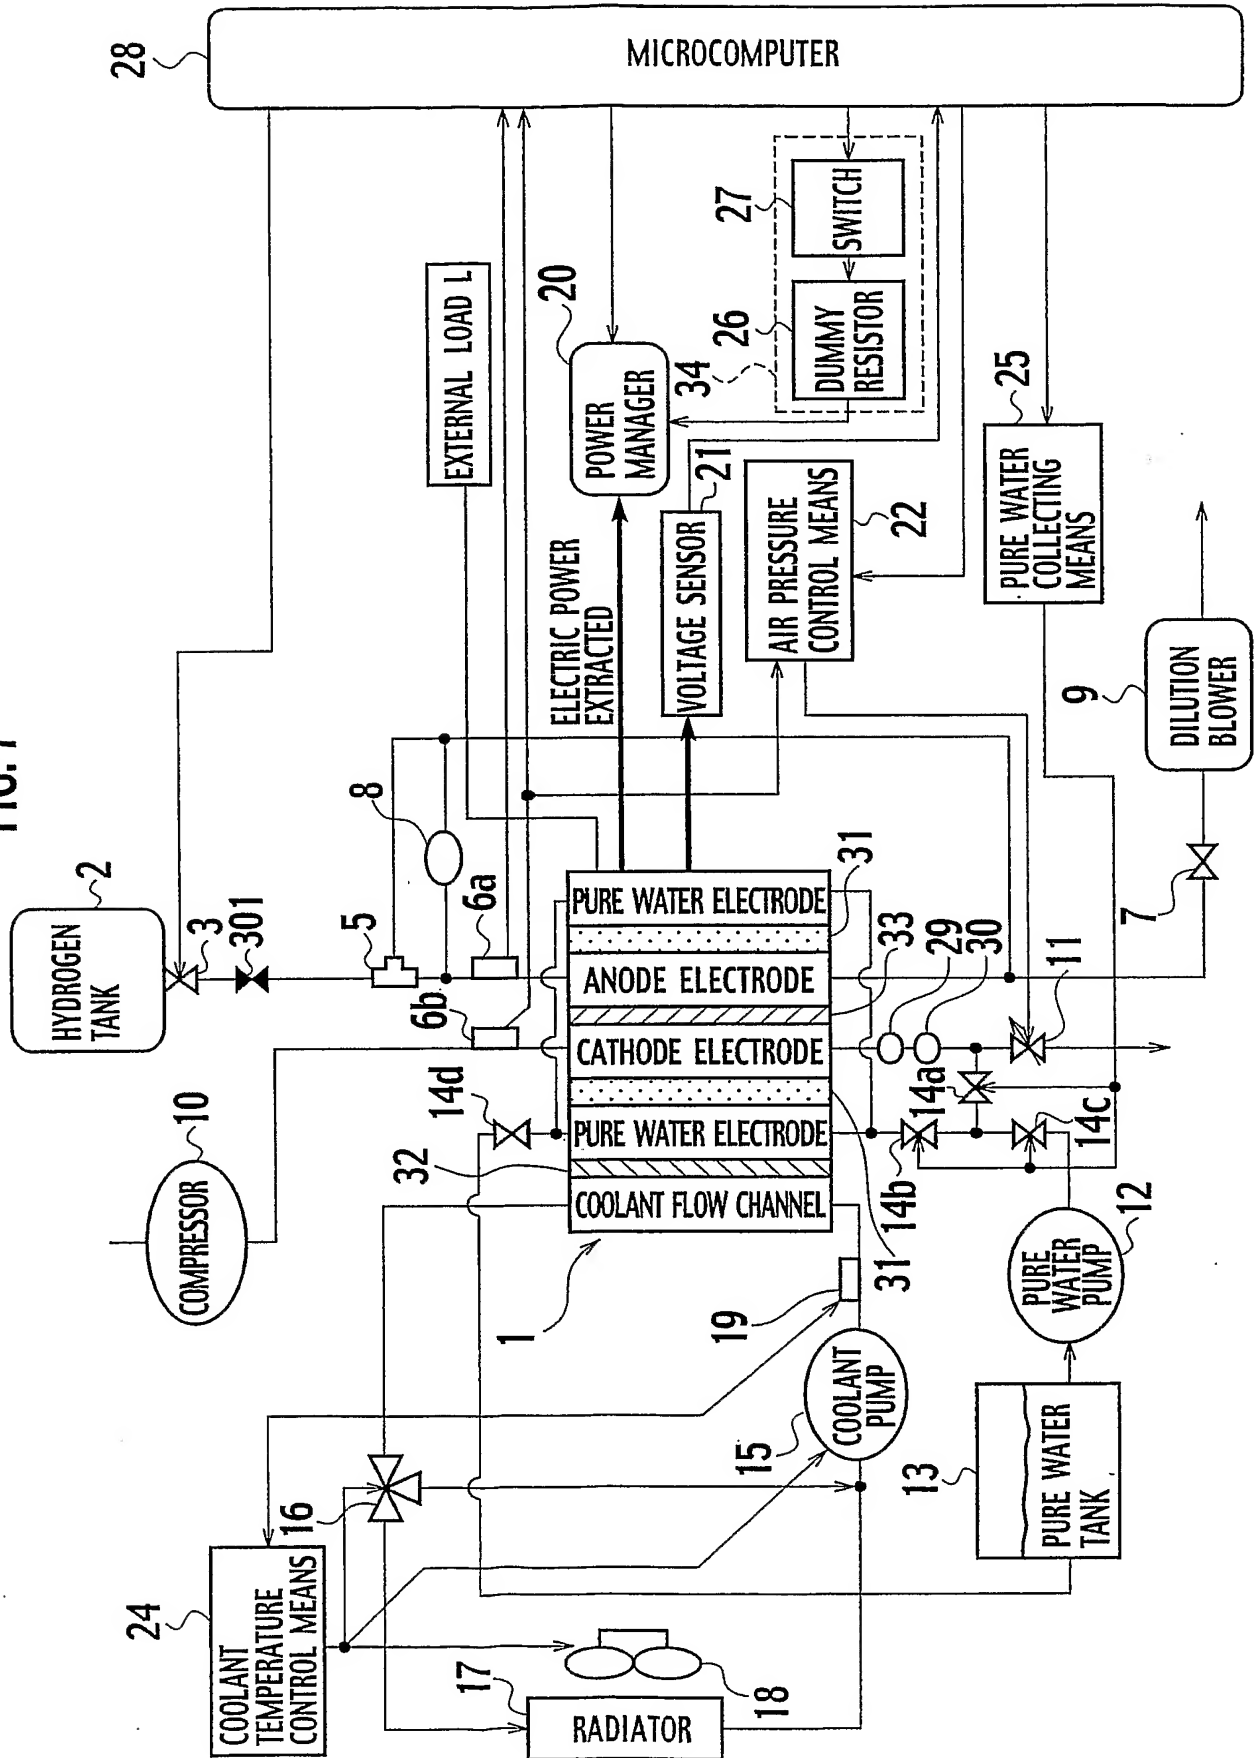 FIG.
28
MICROCOMPUTER
EXTERNAL LOAD L
20
POWER
MANAGER
27
SWITCH
26
DUMMY
RESISTOR
34
25
PURE WATER
COLLECTING
MEANS
21
VOLTAGE SENSOR
22
AIR PRESSURE
CONTROL MEANS
ELECTRIC POWER
EXTRACTED
9
DILUTION
BLOWER
7
8
2
HYDROGEN
TANK
3
301
5
6a
6b
10
COMPRESSOR
14d
PURE WATER ELECTRODE
31
ANODE ELECTRODE
33
CATHODE ELECTRODE
29
30
11
PURE WATER ELECTRODE
32
COOLANT FLOW CHANNEL
31
1
14a
14b
14c
12
PURE
WATER
PUMP
19
15
COOLANT
PUMP
13
PURE WATER
TANK
16
24
COOLANT
TEMPERATURE
CONTROL MEANS
17
RADIATOR
18